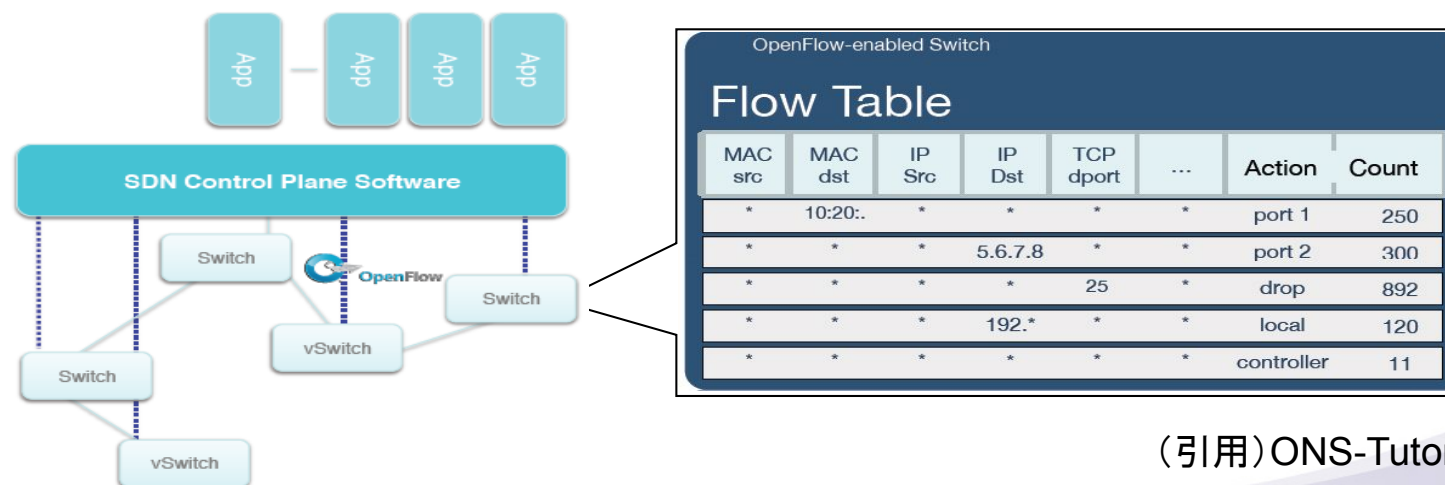 App
App
App
App
SDN Control Plane Software
Switch
OpenFlow
Switch
vSwitch
Switch
vSwitch
OpenFlow-enabled Switch
Flow Table
MAC src MAC dst IP Src IP Dst TCP dport ... Action Count
* 10:20:. * * * * port 1 250
* * * 5.6.7.8 * * port 2 300
* * * * 25 * drop 892
* * * 192.* * * local 120
* * * * * * controller 11
(引用)ONS-Tutor